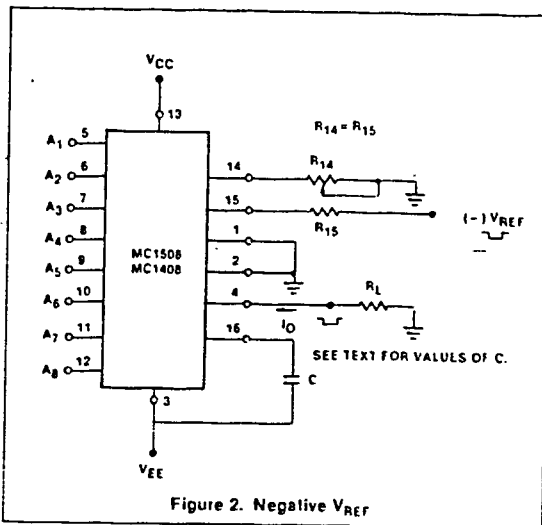 VCC
13
R14 = R15
A1 5
A2 6
A3 7
A4 8
A5 9
A6 10
A7 11
A8 12
MC1508
MC1408
14
R14
15
R15
(-) VREF
1
2
4
IO
RL
16
SEE TEXT FOR VALUES OF C.
C
3
VEE
Figure 2. Negative VREF